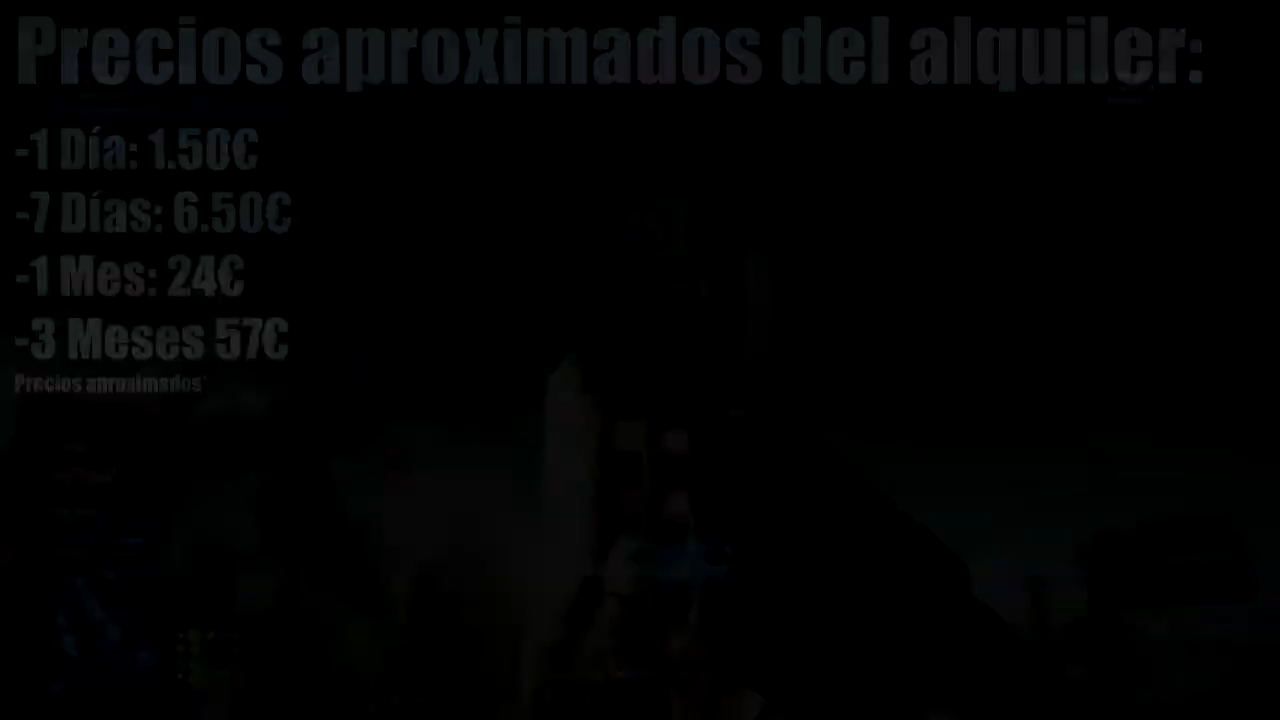 Precios aproximados del alquiler:
-1 Día: 1.50€
-7 Días: 6.50€
-1 Mes: 24€
-3 Meses 57€
Precios aproximados*